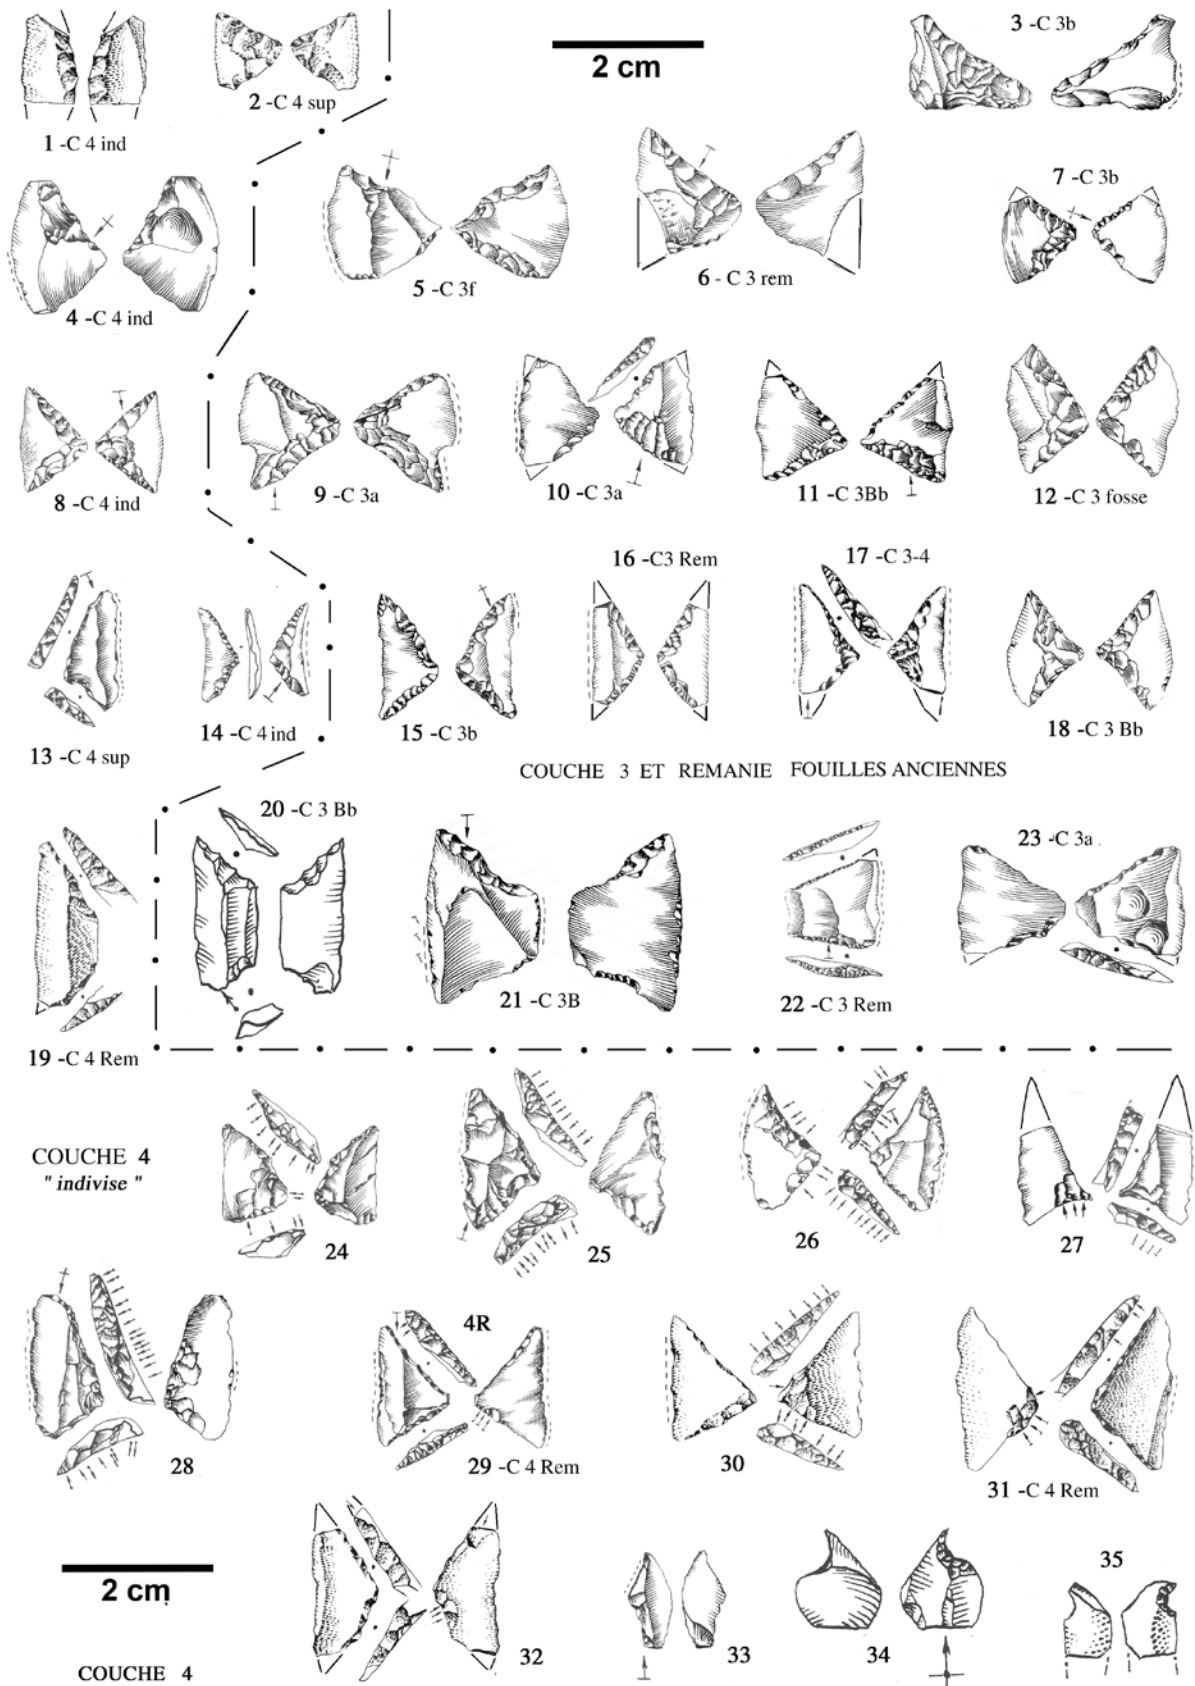 2 cm
3 -C 3b
2 -C 4 sup
1 -C 4 ind
7 -C 3b
6 - C 3 rem
5 -C 3f
4 -C 4 ind
8 -C 4 ind
9 -C 3a
10 -C 3a
11 -C 3Bb
12 -C 3 fosse
16 -C3 Rem
17 -C 3-4
13 -C 4 sup
14 -C 4 ind
15 -C 3b
18 -C 3 Bb
COUCHE 3 ET REMANIE FOUILLES ANCIENNES
20 -C 3 Bb
23 -C 3a
21 -C 3B
22 -C 3 Rem
19 -C 4 Rem
COUCHE 4
" indivise "
24
25
26
27
4R
28
29 -C 4 Rem
30
31 -C 4 Rem
2 cm
35
32
33
34
COUCHE 4